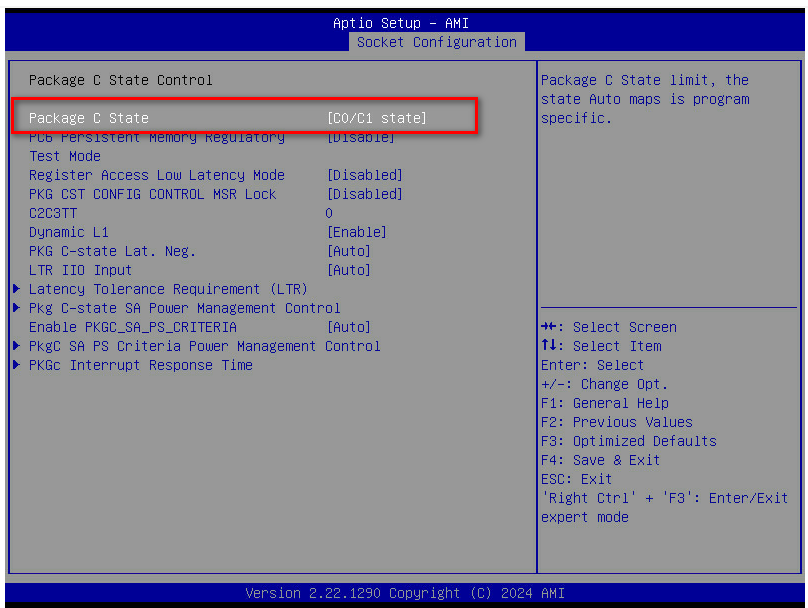 Aptio Setup - AMI
Socket Configuration
Package C State Control
Package C State [C0/C1 state]
PC6 Persistent Memory Regulatory [Disable]
Test Mode
Register Access Low Latency Mode [Disabled]
PKG CST CONFIG CONTROL MSR Lock [Disabled]
C2C3TT 0
Dynamic L1 [Enable]
PKG C-state Lat. Neg. [Auto]
LTR IIO Input [Auto]
Latency Tolerance Requirement (LTR)
Pkg C-state SA Power Management Control
Enable PKGC_SA_PS_CRITERIA [Auto]
PkgC SA PS Criteria Power Management Control
PKGc Interrupt Response Time
Package C State limit, the
state Auto maps is program
specific.
→←: Select Screen
↑↓: Select Item
Enter: Select
+/-: Change Opt.
F1: General Help
F2: Previous Values
F3: Optimized Defaults
F4: Save & Exit
ESC: Exit
'Right Ctrl' + 'F3': Enter/Exit
expert mode
Version 2.22.1290 Copyright (C) 2024 AMI